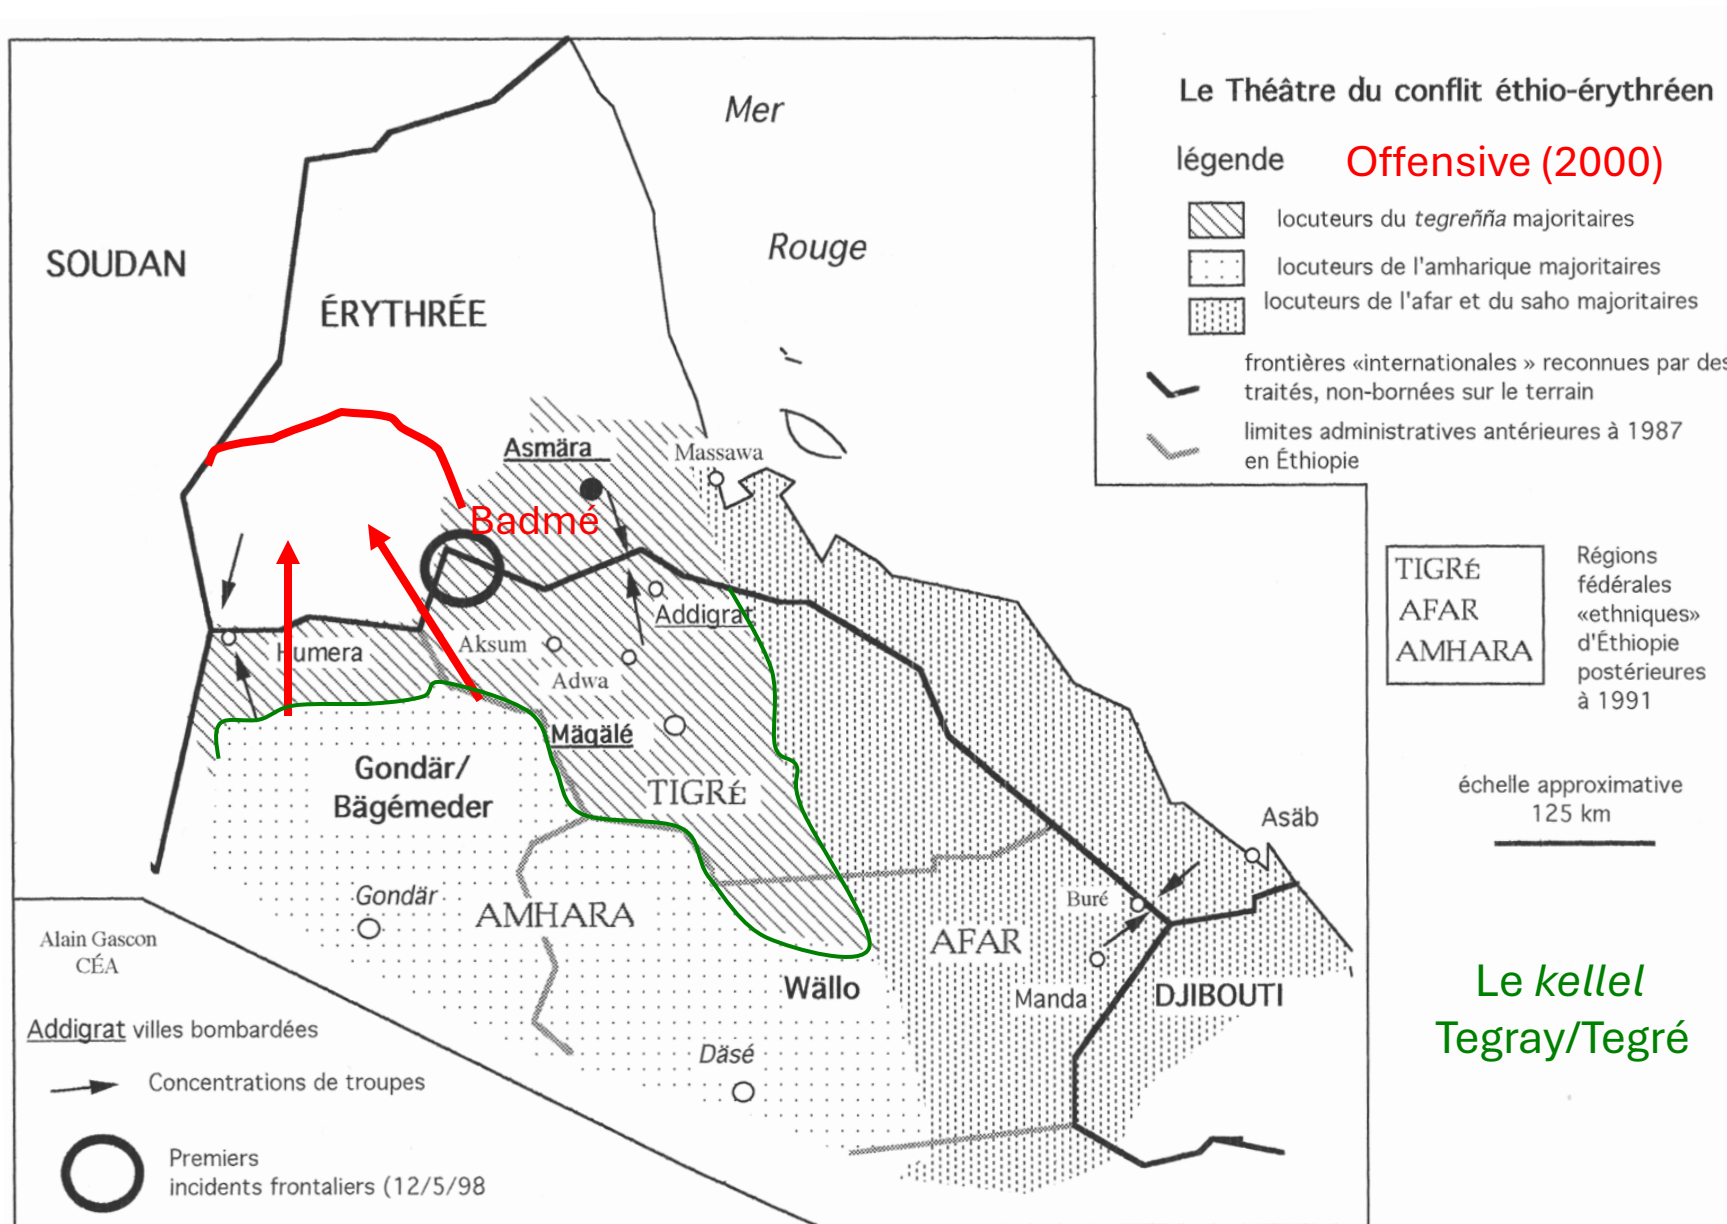 Le Théâtre du conflit éthio-érythréen
légende
Offensive (2000)
locuteurs du tegreñña majoritaires
locuteurs de l'amharique majoritaires
locuteurs de l'afar et du saho majoritaires
frontières «internationales » reconnues par des
traités, non-bornées sur le terrain
limites administratives antérieures à 1987
en Éthiopie
Mer
Rouge
SOUDAN
ÉRYTHRÉE
Asmära
Massawa
Badmé
Addigrat
Humera
Aksum
Adwa
Mäqälé
TIGRé
Gondär/
Bägémeder
Gondär
AMHARA
Wällo
Däsé
AFAR
Buré
Manda
Asäb
DJIBOUTI
TIGRé
AFAR
AMHARA
Régions
fédérales
«ethniques»
d'Éthiopie
postérieures
à 1991
échelle approximative
125 km
Le kellel
Tegray/Tegré
Alain Gascon
CÉA
Addigrat villes bombardées
Concentrations de troupes
Premiers
incidents frontaliers (12/5/98